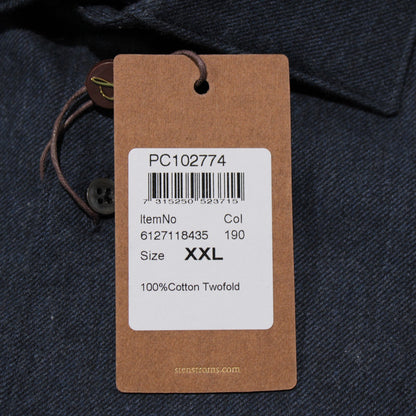 PC102774
7 315250 523715
ItemNo Col
6127118435 190
Size XXL
100%Cotton Twofold
stenstroms.com